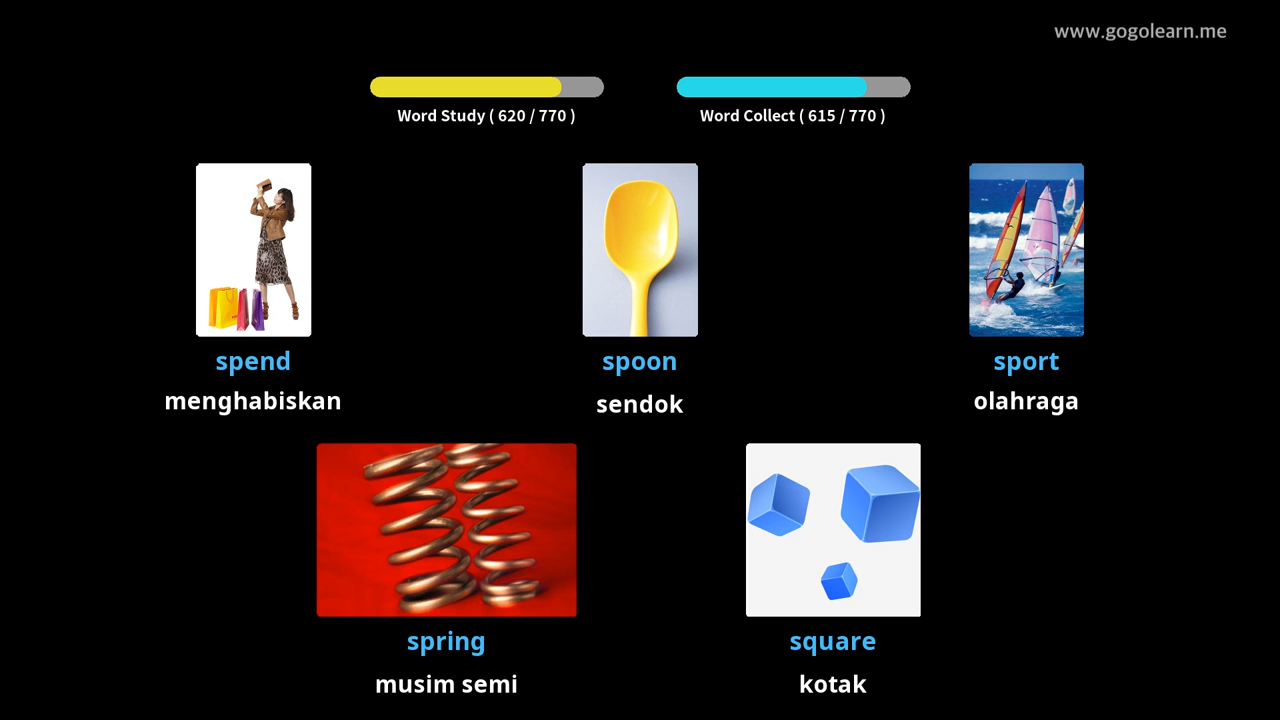 www.gogolearn.me
Word Study ( 620 / 770 )
Word Collect ( 615 / 770 )
spend
menghabiskan
spoon
sendok
sport
olahraga
spring
musim semi
square
kotak